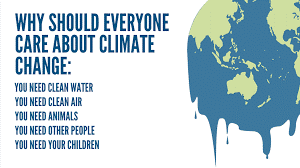 WHY SHOULD EVERYONE
CARE ABOUT CLIMATE
CHANGE:
YOU NEED CLEAN WATER
YOU NEED CLEAN AIR
YOU NEED ANIMALS
YOU NEED OTHER PEOPLE
YOU NEED YOUR CHILDREN